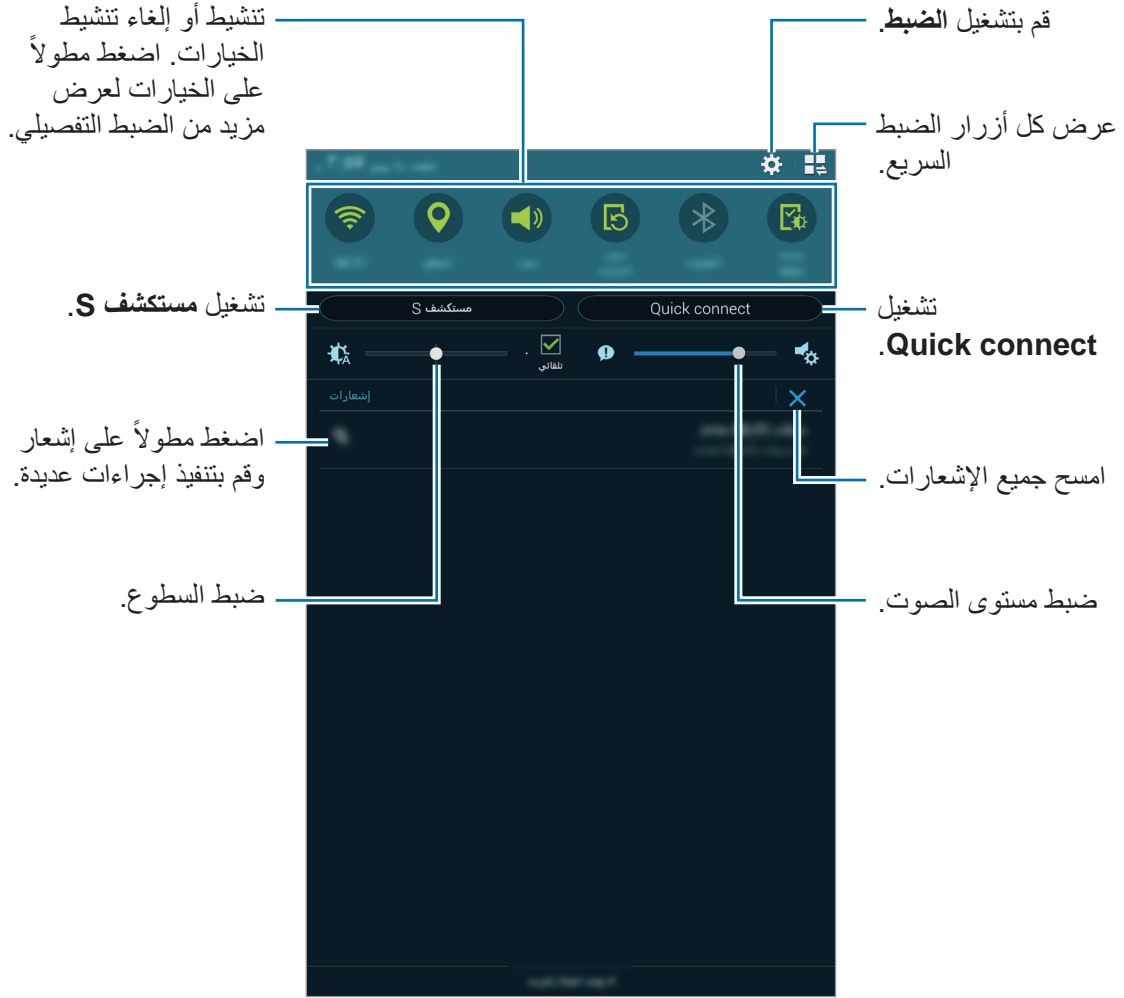 قم بتشغيل الضبط.
عرض كل أزرار الضبط
السريع.
تنشيط أو إلغاء تنشيط
الخيارات. اضغط مطولاً
على الخيارات لعرض
مزيد من الضبط التفصيلي.
تشغيل
Quick connect.
Quick connect
مستكشف S
تشغيل مستكشف S.
تلقائي
إشعارات
امسح جميع الإشعارات.
اضغط مطولاً على إشعار
وقم بتنفيذ إجراءات عديدة.
ضبط مستوى الصوت.
ضبط السطوع.